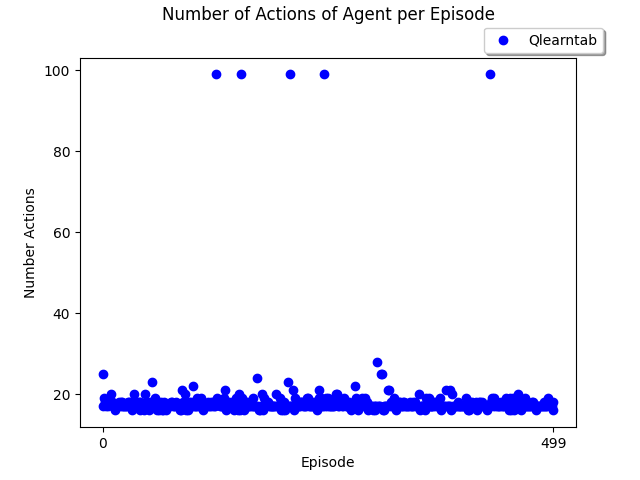 Number of Actions of Agent per Episode
Qlearntab
100
80
60
40
20
Number Actions
0
499
Episode